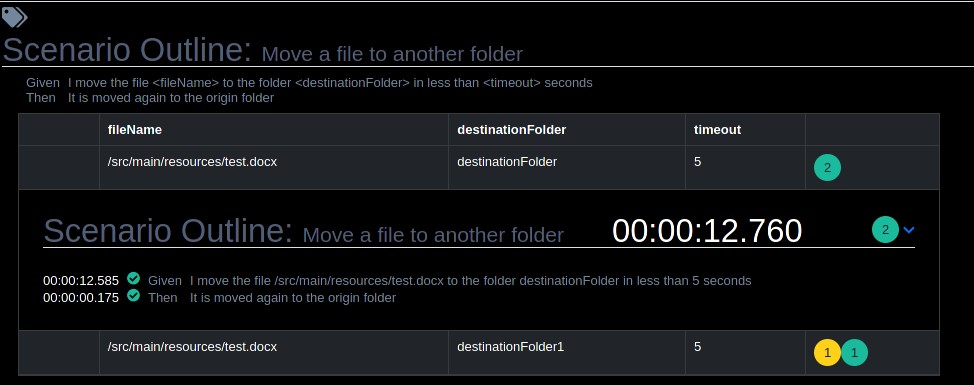 Scenario Outline: Move a file to another folder
Given I move the file <fileName> to the folder <destinationFolder> in less than <timeout> seconds
Then It is moved again to the origin folder
fileName destinationFolder timeout
/src/main/resources/test.docx destinationFolder 5 2
Scenario Outline: Move a file to another folder 00:00:12.760 2
00:00:12.585 Given I move the file /src/main/resources/test.docx to the folder destinationFolder in less than 5 seconds
00:00:00.175 Then It is moved again to the origin folder
/src/main/resources/test.docx destinationFolder1 5 1 1